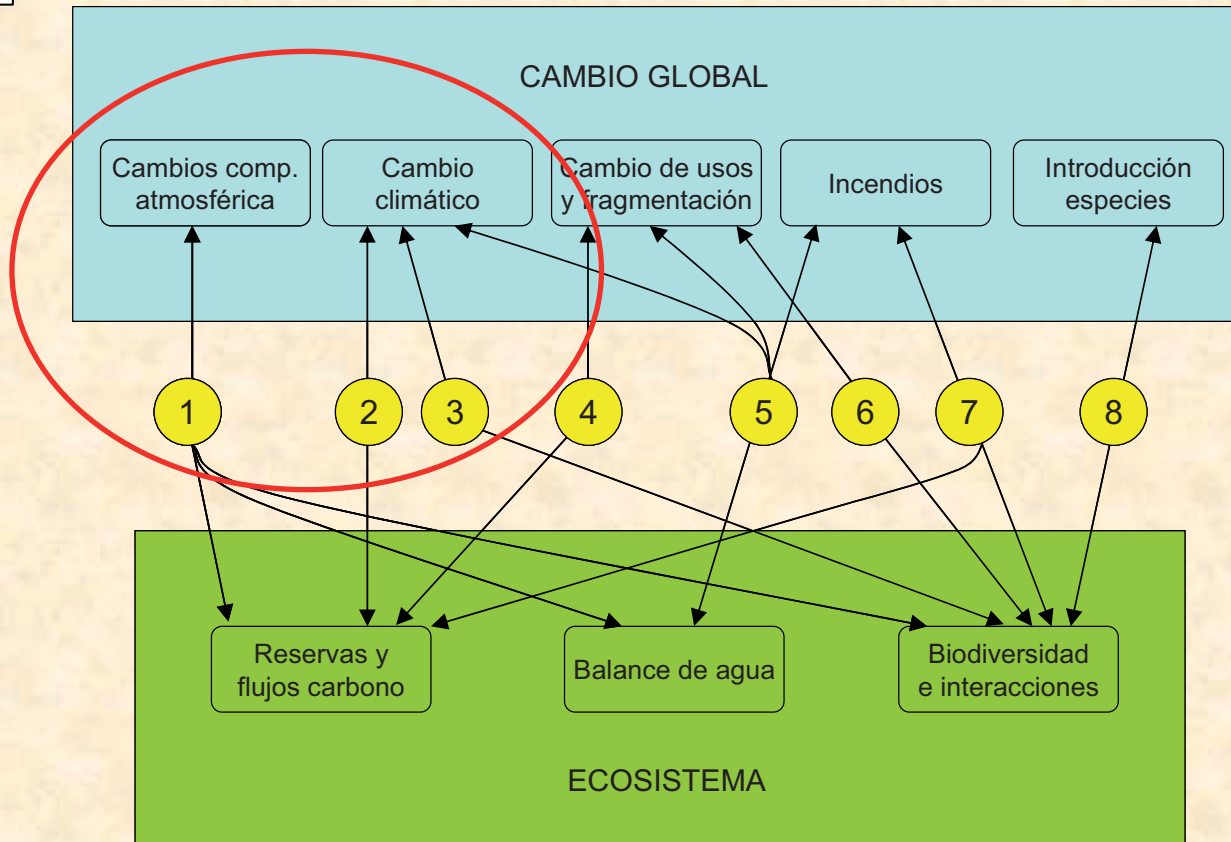 CAMBIO GLOBAL
Cambios comp.
atmosférica
Cambio
climático
Cambio de usos
y fragmentación
Incendios
Introducción
especies
1
2
3
4
5
6
7
8
Reservas y
flujos carbono
Balance de agua
Biodiversidad
e interacciones
ECOSISTEMA